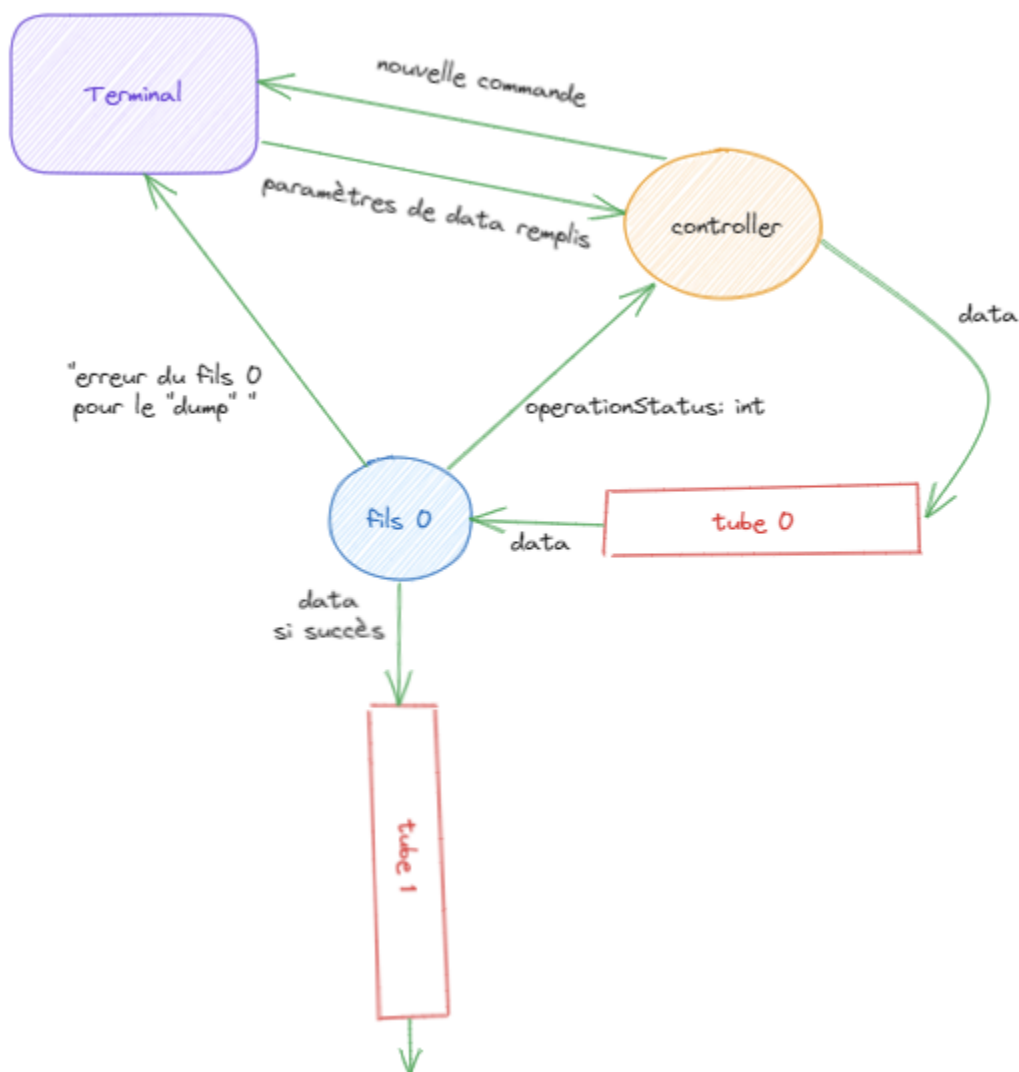 nouvelle commande
Terminal
paramètres de data remplis
controller
data
"erreur du fils 0
pour le "dump" "
operationStatus: int
fils 0
data
tube 0
data
si succès
tube 1